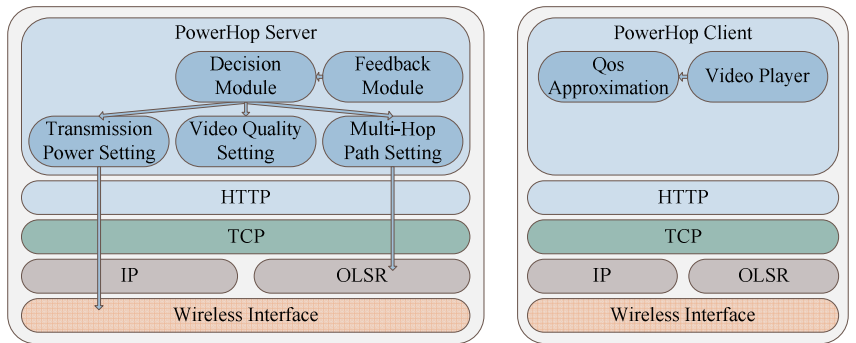 PowerHop Server
Decision
Module
Feedback
Module
Transmission
Power Setting
Video Quality
Setting
Multi-Hop
Path Setting
HTTP
TCP
IP
OLSR
Wireless Interface
PowerHop Client
Qos
Approximation
Video Player
HTTP
TCP
IP
OLSR
Wireless Interface